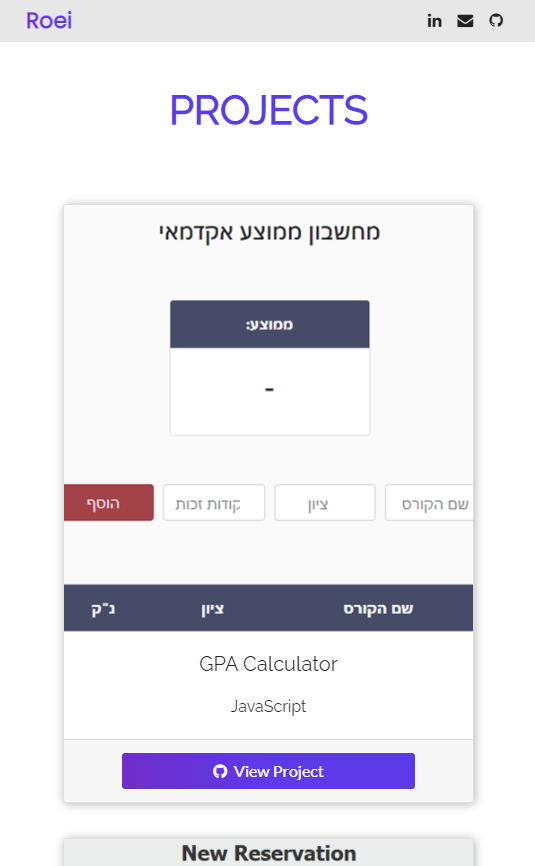 Roei
PROJECTS
מחשבון ממוצע אקדמאי
ממוצע:
-
שם הקורס ציון קודות זכות הוסף
שם הקורס ציון נ"ק
GPA Calculator
JavaScript
View Project
New Reservation